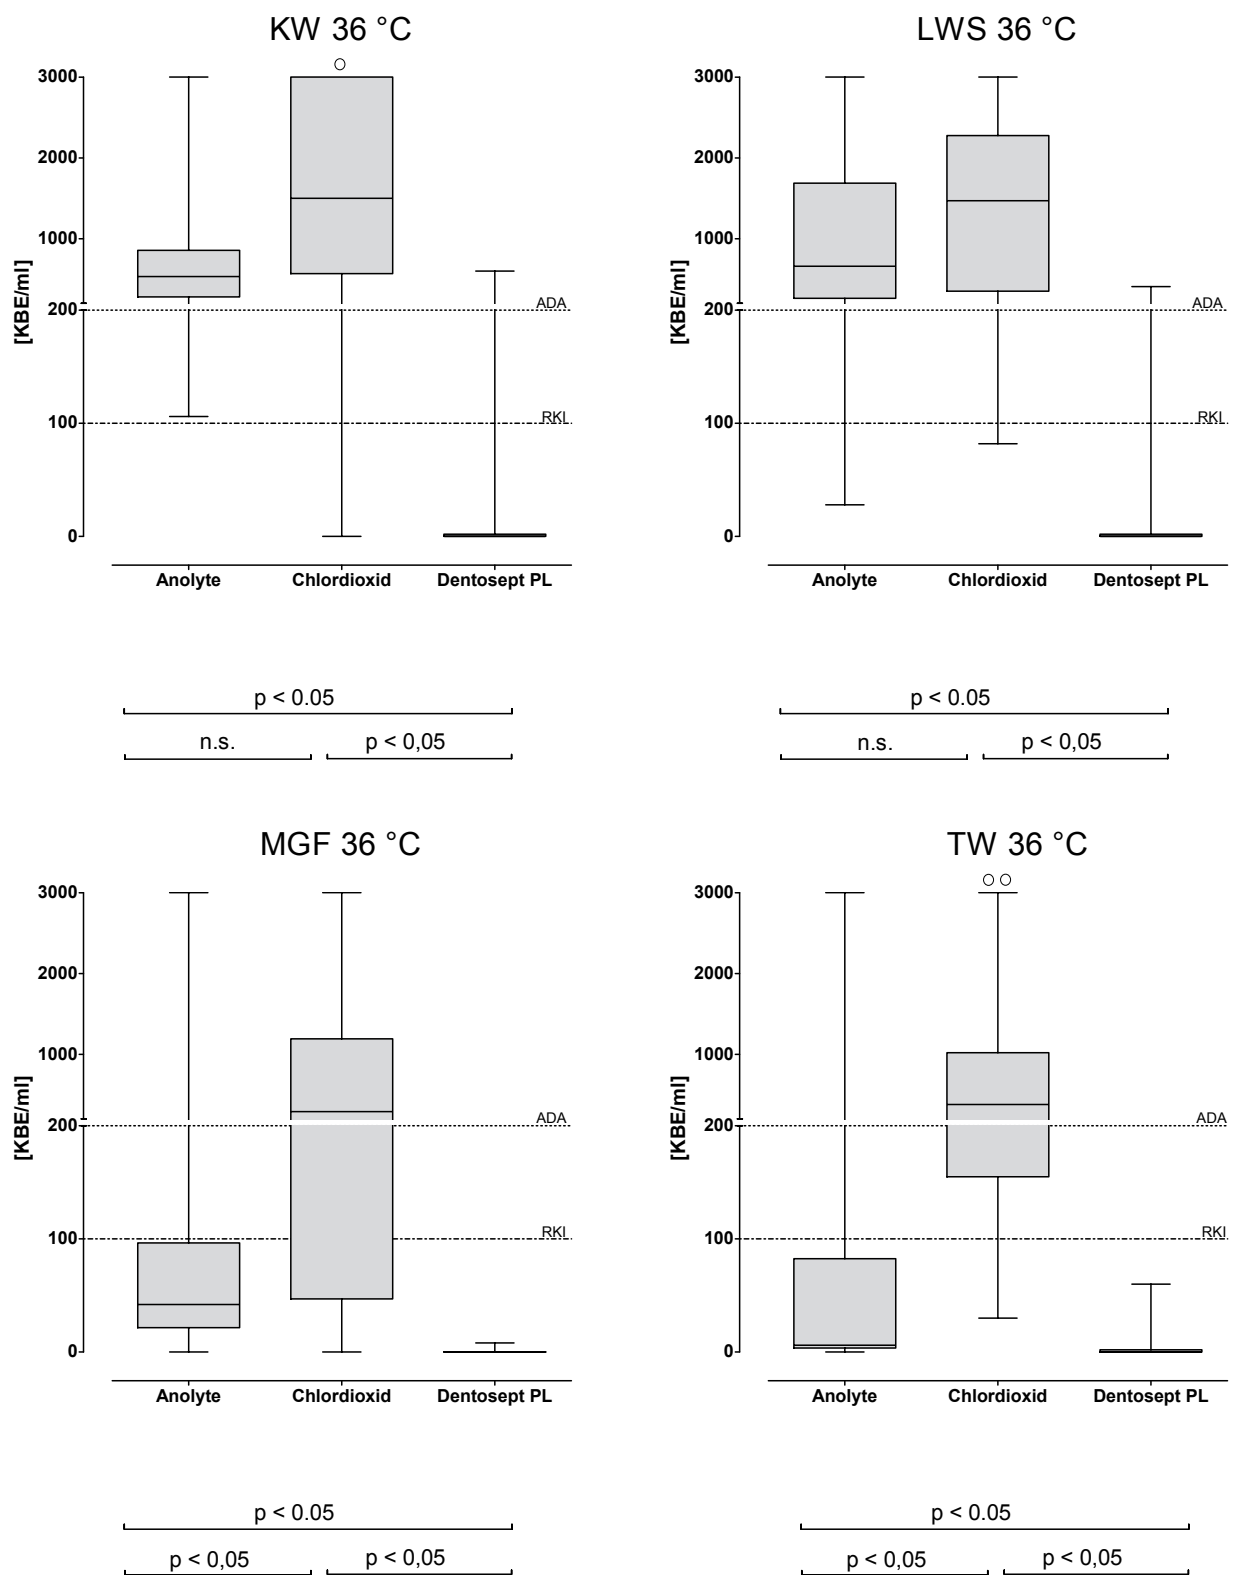 KW 36 °C
LWS 36 °C
3000
2000
1000
200
100
0
[KBE/ml]
ADA
RKI
Anolyte Chlordioxid Dentosept PL
3000
2000
1000
200
100
0
[KBE/ml]
ADA
RKI
Anolyte Chlordioxid Dentosept PL
p < 0.05
n.s. p < 0,05
p < 0.05
n.s. p < 0,05
MGF 36 °C
TW 36 °C
3000
2000
1000
200
100
0
[KBE/ml]
ADA
RKI
Anolyte Chlordioxid Dentosept PL
3000
2000
1000
200
100
0
[KBE/ml]
ADA
RKI
Anolyte Chlordioxid Dentosept PL
p < 0.05
p < 0,05 p < 0,05
p < 0.05
p < 0,05 p < 0,05